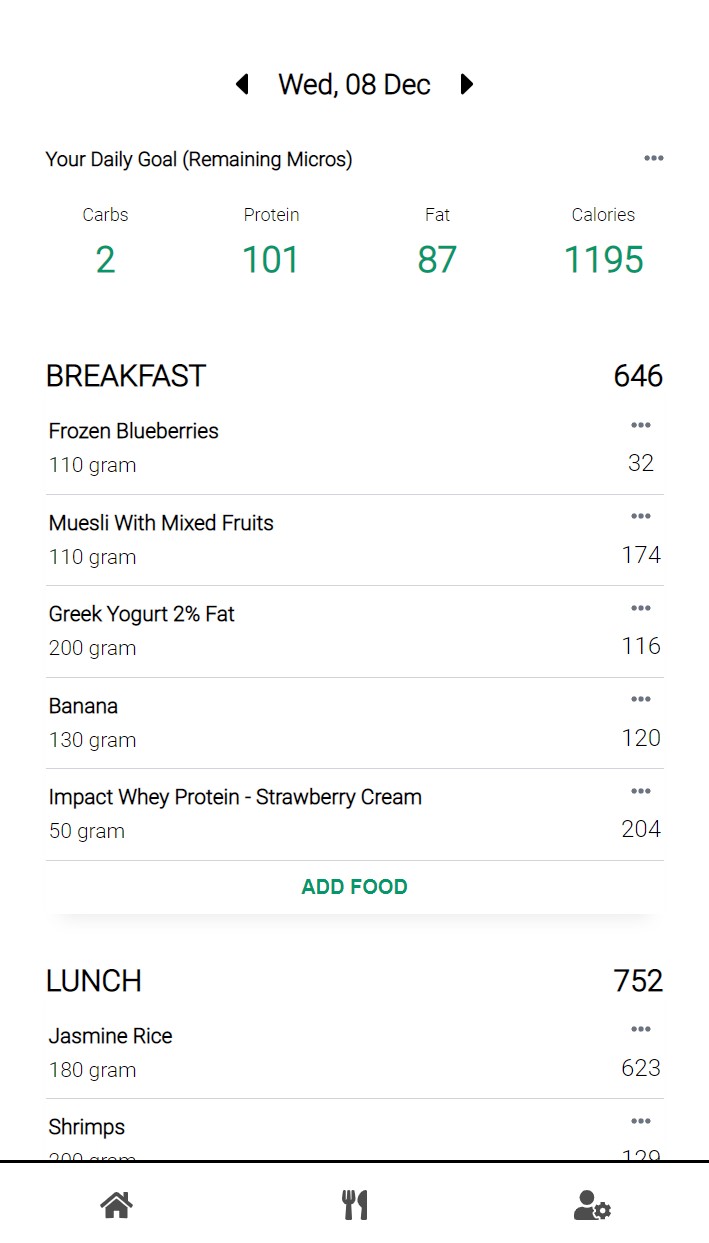 Wed, 08 Dec
Your Daily Goal (Remaining Micros)
Carbs Protein Fat Calories
2 101 87 1195
BREAKFAST 646
Frozen Blueberries
110 gram 32
Muesli With Mixed Fruits
110 gram 174
Greek Yogurt 2% Fat
200 gram 116
Banana
130 gram 120
Impact Whey Protein - Strawberry Cream
50 gram 204
ADD FOOD
LUNCH 752
Jasmine Rice
180 gram 623
Shrimps
200 gram 129